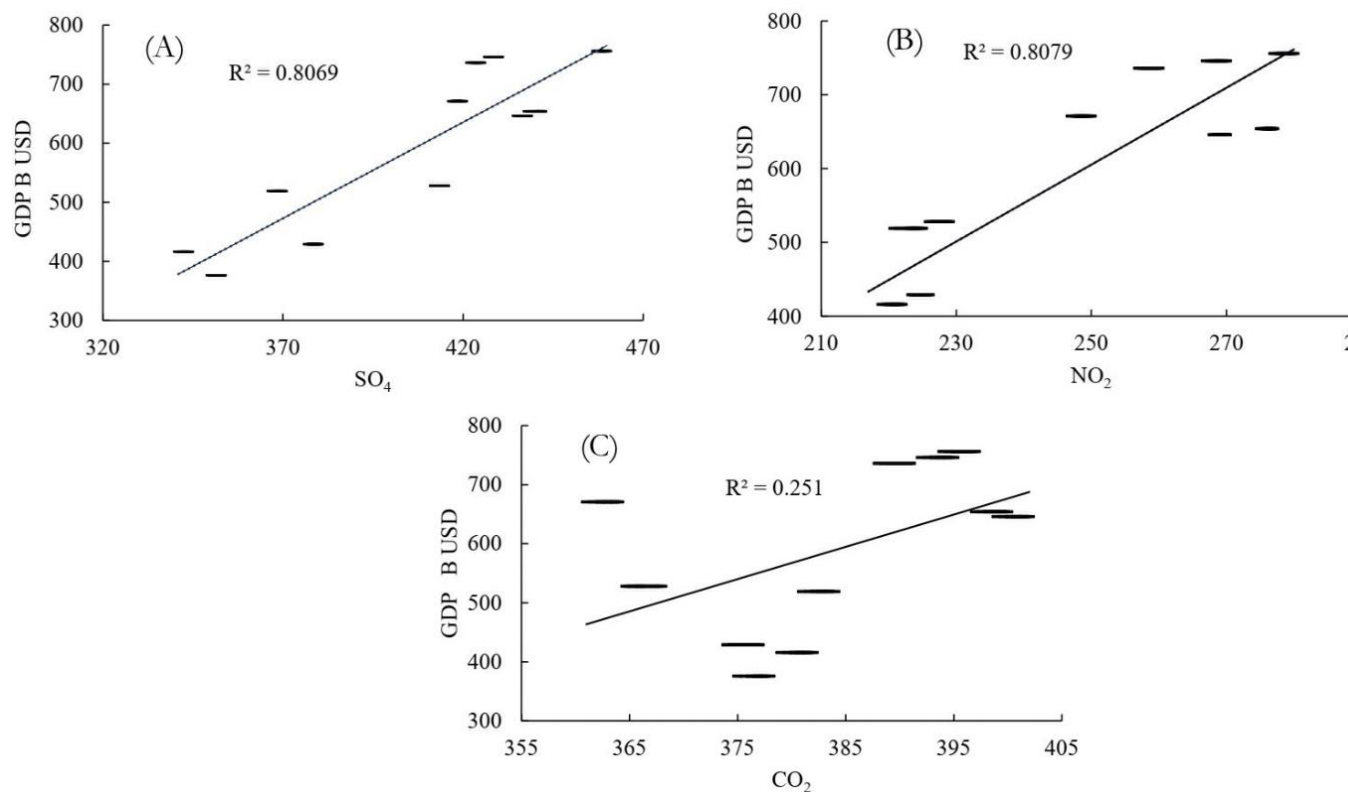 (A)
R² = 0.8069
GDP B USD
800
700
600
500
400
300
320 370 420 470
SO₄
(B)
R² = 0.8079
GDP B USD
800
700
600
500
400
210 230 250 270 2
NO₂
(C)
R² = 0.251
GDP B USD
800
700
600
500
400
300
355 365 375 385 395 405
CO₂